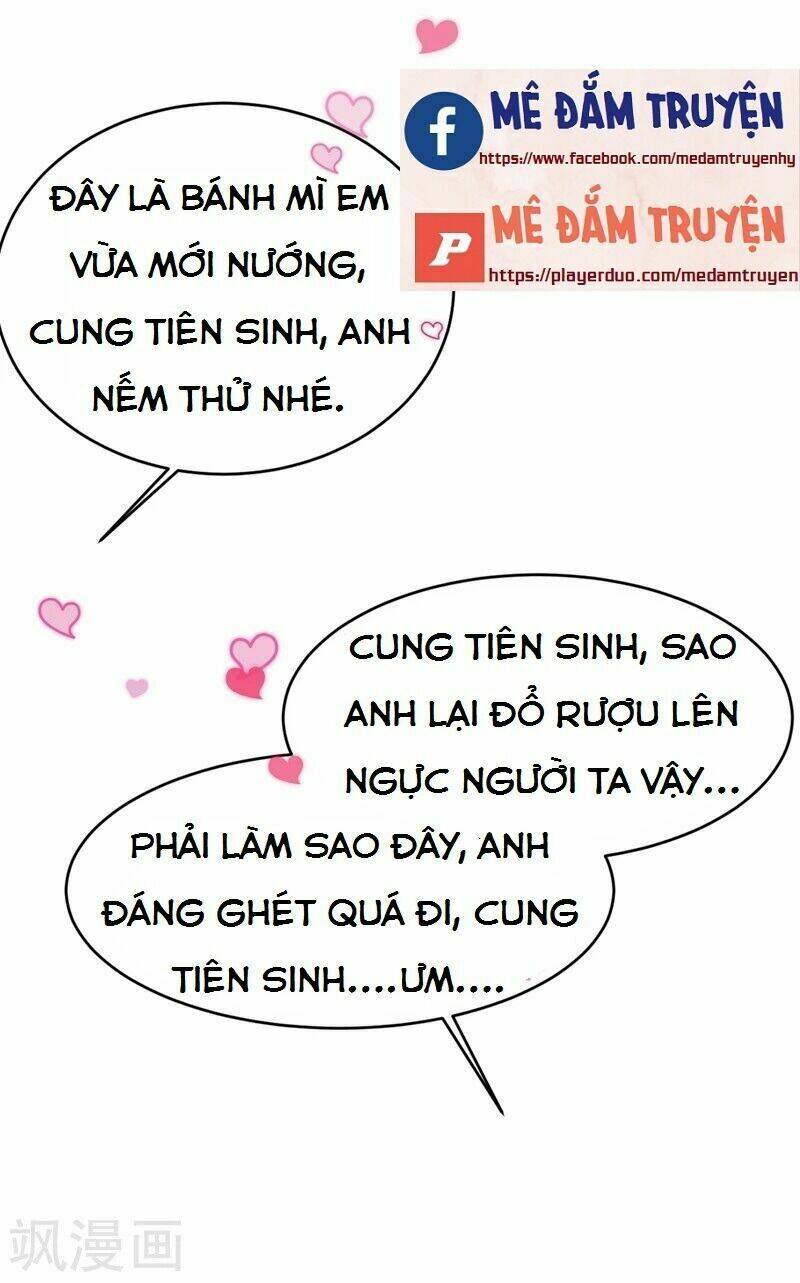 MÊ ĐẮM TRUYỆN
https://www.facebook.com/medamtruyenhy
MÊ ĐẮM TRUYỆN
https://playerduo.com/medamtruyen
ĐÂY LÀ BÁNH MÌ EM
VỪA MỚI NƯỚNG,
CUNG TIÊN SINH, ANH
NẾM THỬ NHÉ.
CUNG TIÊN SINH, SAO
ANH LẠI ĐỔ RƯỢU LÊN
NGỰC NGƯỜI TA VẬY...
PHẢI LÀM SAO ĐÂY, ANH
ĐÁNG GHÉT QUÁ ĐI, CUNG
TIÊN SINH....ƯM....
飒漫画